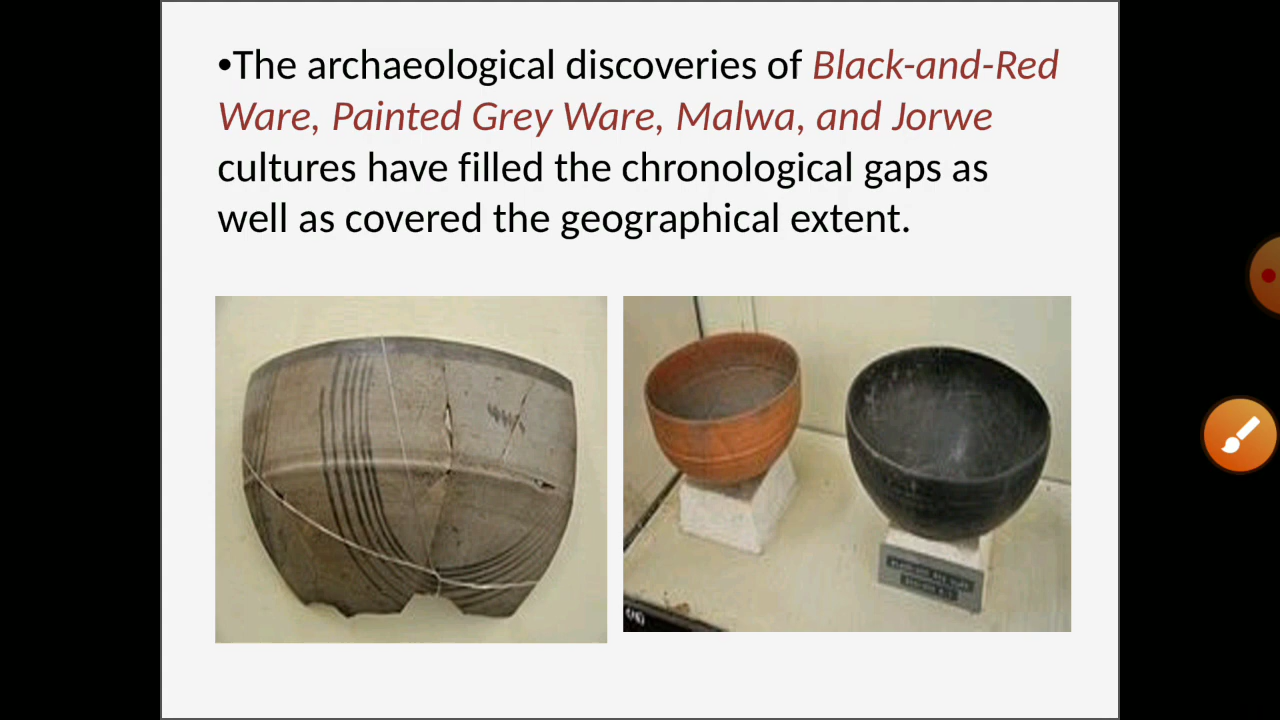 •The archaeological discoveries of Black-and-Red
Ware, Painted Grey Ware, Malwa, and Jorwe
cultures have filled the chronological gaps as
well as covered the geographical extent.